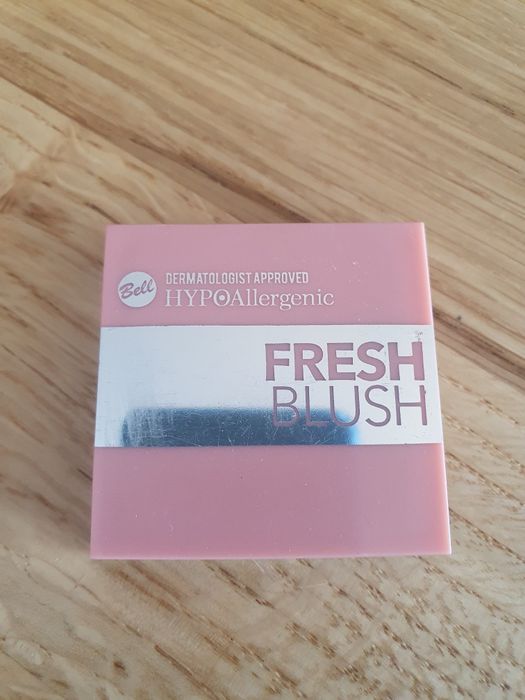 Bell
DERMATOLOGIST APPROVED
HYPOAllergenic
FRESH
BLUSH